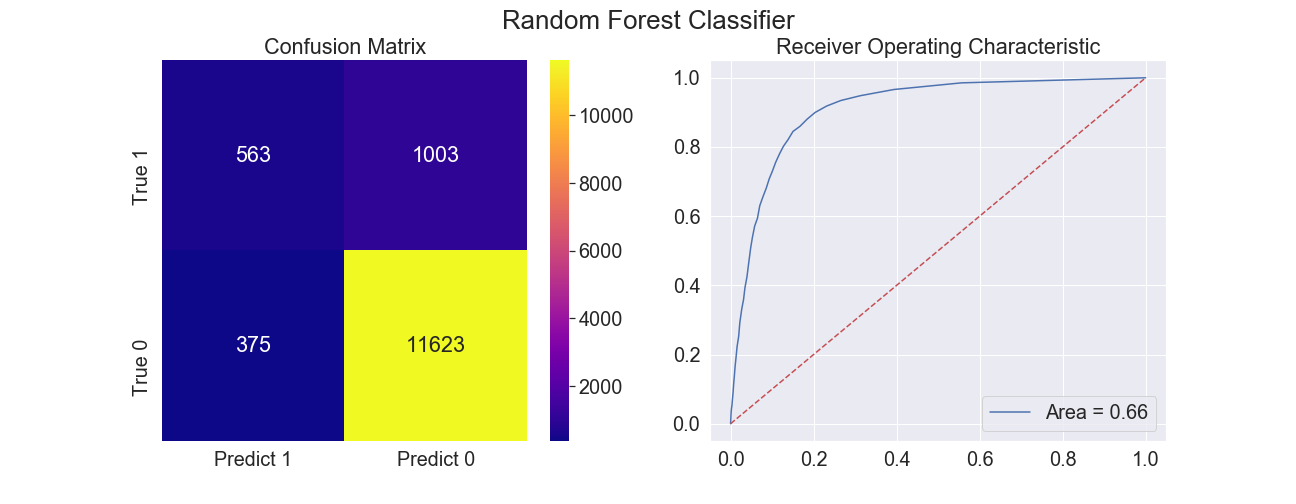 Random Forest Classifier
Confusion Matrix
True 1
True 0
563
1003
375
11623
Predict 1
Predict 0
10000
8000
6000
4000
2000
Receiver Operating Characteristic
1.0
0.8
0.6
0.4
0.2
0.0
Area = 0.66
0.0 0.2 0.4 0.6 0.8 1.0